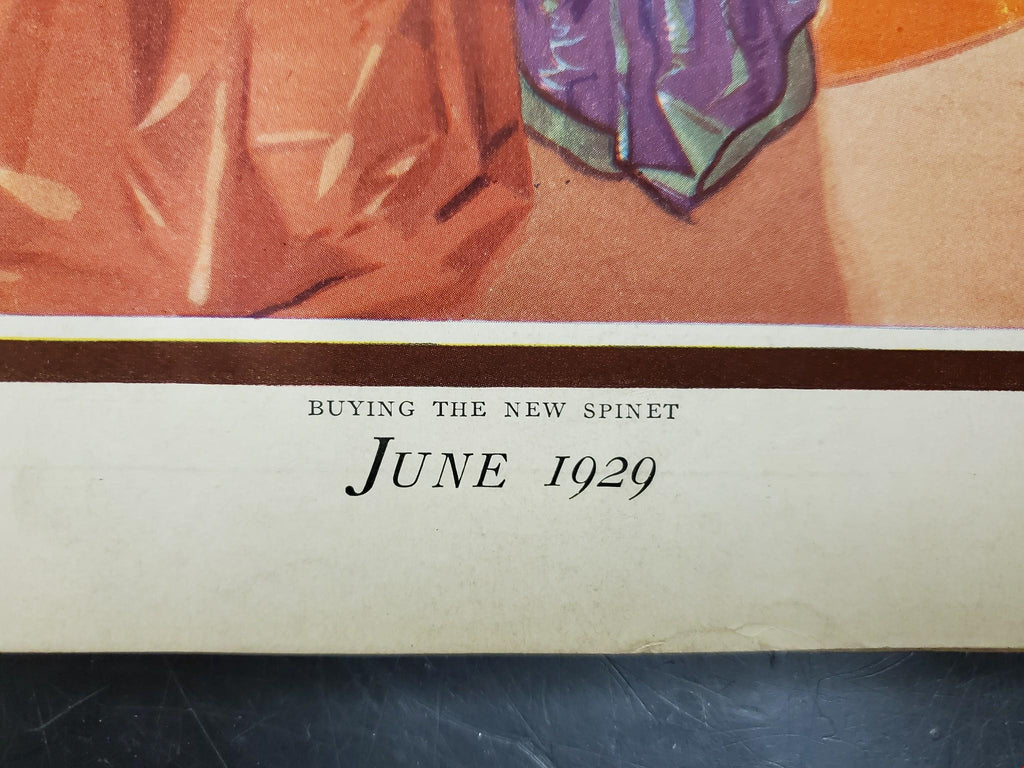 BUYING THE NEW SPINET
JUNE 1929